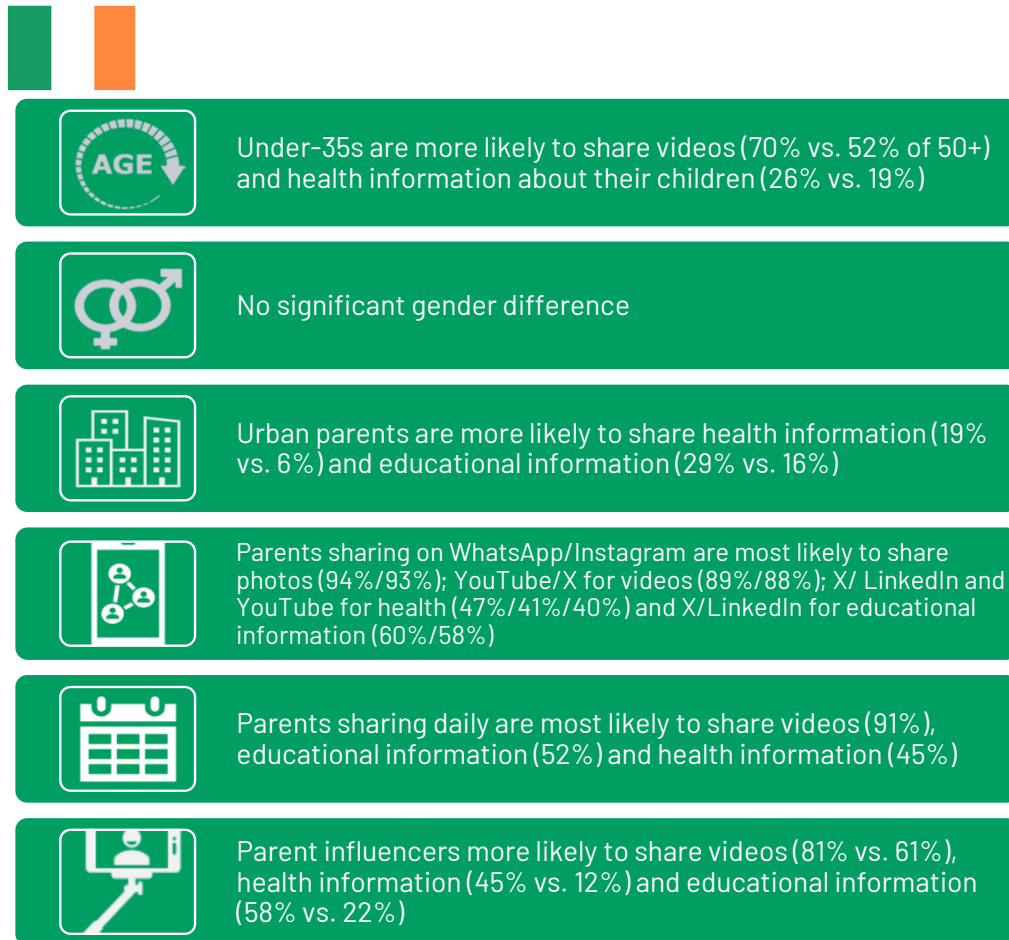 AGE
Under-35s are more likely to share videos (70% vs. 52% of 50+)
and health information about their children (26% vs. 19%)
No significant gender difference
Urban parents are more likely to share health information (19%
vs. 6%) and educational information (29% vs. 16%)
Parents sharing on WhatsApp/Instagram are most likely to share
photos (94%/93%); YouTube/X for videos (89%/88%); X/ LinkedIn and
YouTube for health (47%/41%/40%) and X/LinkedIn for educational
information (60%/58%)
Parents sharing daily are most likely to share videos (91%),
educational information (52%) and health information (45%)
Parent influencers more likely to share videos (81% vs. 61%),
health information (45% vs. 12%) and educational information
(58% vs. 22%)